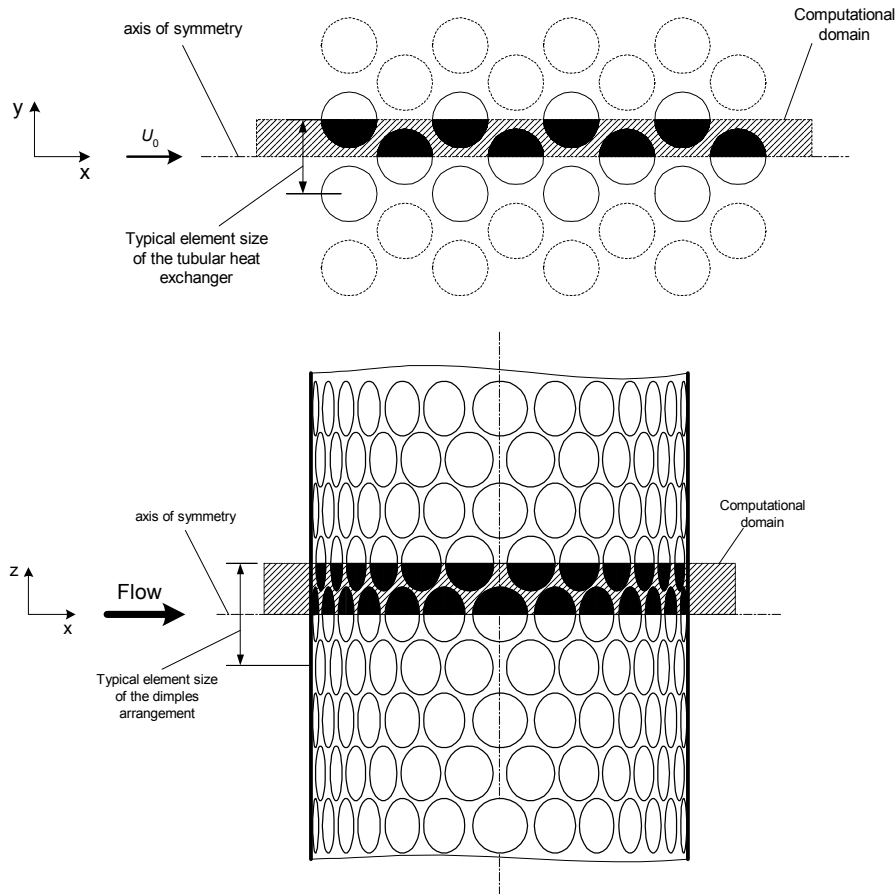 axis of symmetry
Computational
domain
y
U0
x
Typical element size
of the tubular heat
exchanger
axis of symmetry
Computational
domain
z
Flow
x
Typical element size
of the dimples
arrangement